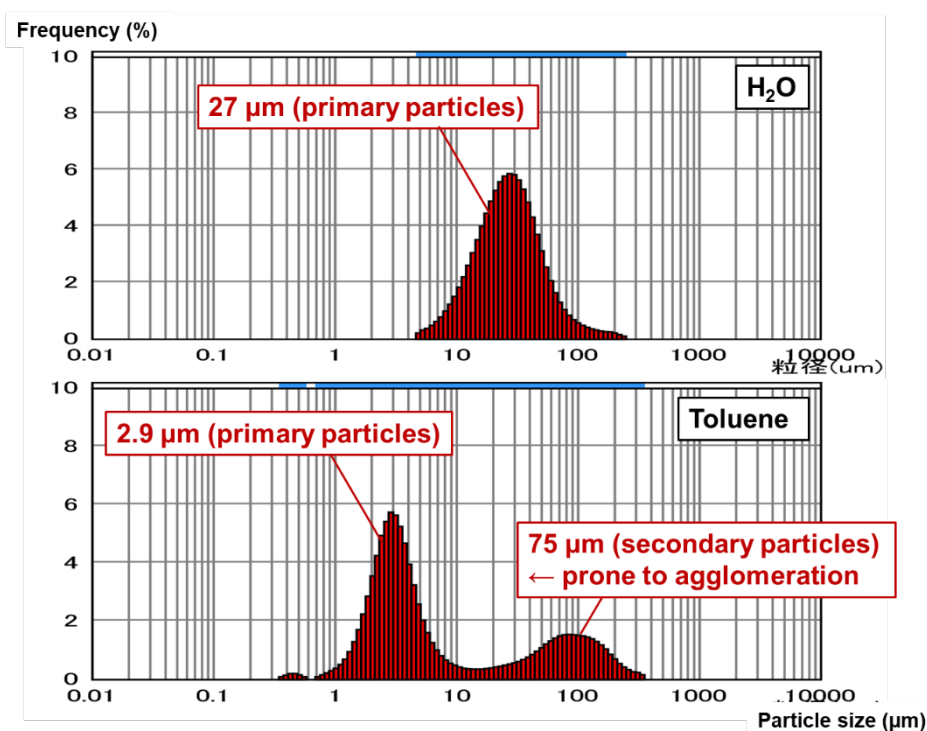 Frequency (%)
10
H₂O
27 µm (primary particles)
8
6
4
2
0
0.01 0.1 1 10 100 1000 10000
粒径(um)
10
Toluene
2.9 µm (primary particles)
8
6
75 µm (secondary particles)
← prone to agglomeration
4
2
0
0.01 0.1 1 10 100 1000 10000
Particle size (µm)